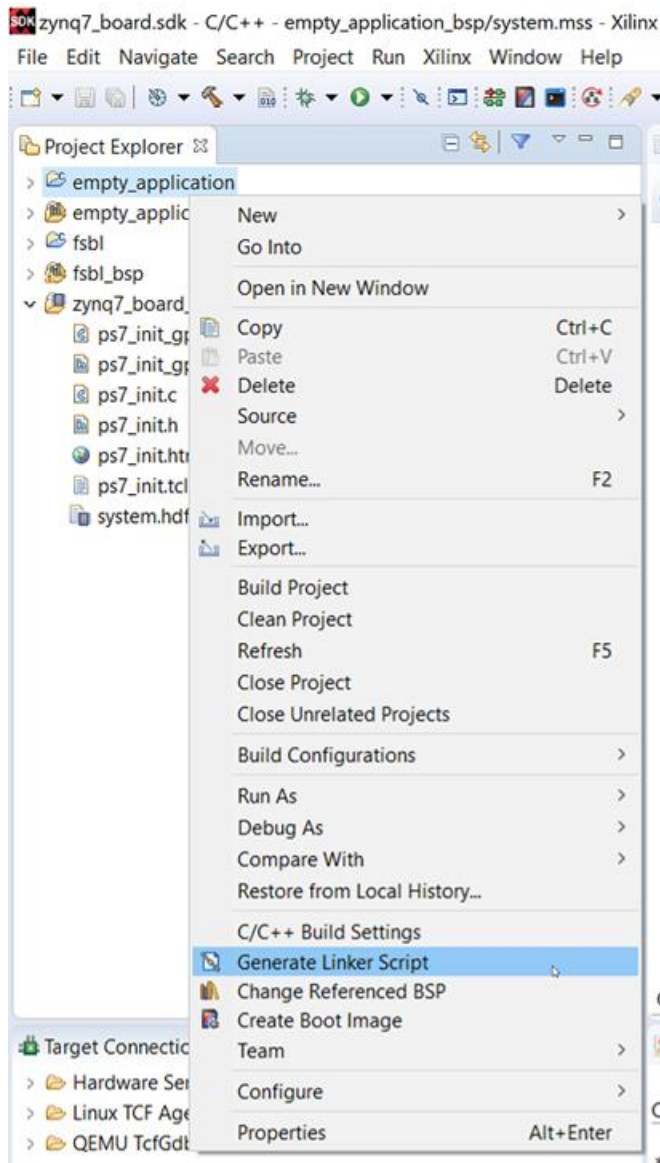 SDK zynq7_board.sdk - C/C++ - empty_application_bsp/system.mss - Xilinx
File Edit Navigate Search Project Run Xilinx Window Help
Project Explorer
empty_application
empty_applic
fsbl
fsbl_bsp
zynq7_board_
ps7_init_gp
ps7_init_gp
ps7_init.c
ps7_init.h
ps7_init.htm
ps7_init.tcl
system.hdf
New
Go Into
Open in New Window
Copy Ctrl+C
Paste Ctrl+V
Delete Delete
Source
Move...
Rename... F2
Import...
Export...
Build Project
Clean Project
Refresh F5
Close Project
Close Unrelated Projects
Build Configurations
Run As
Debug As
Compare With
Restore from Local History...
C/C++ Build Settings
Generate Linker Script
Change Referenced BSP
Create Boot Image
Team
Configure
Properties Alt+Enter
Target Connectic
Hardware Ser
Linux TCF Age
QEMU TcfGdb